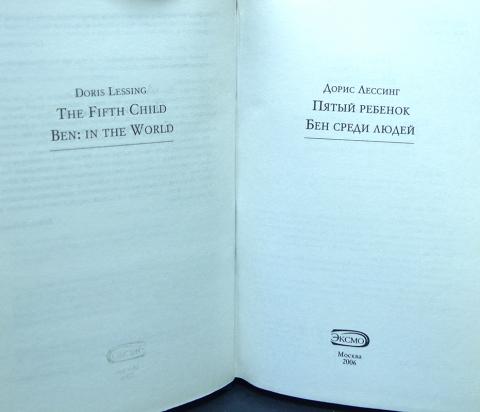 Doris Lessing
The Fifth Child
Ben: in the World
Дорис Лессинг
Пятый ребенок
Бен среди людей
ЭКСМО
Москва
2006